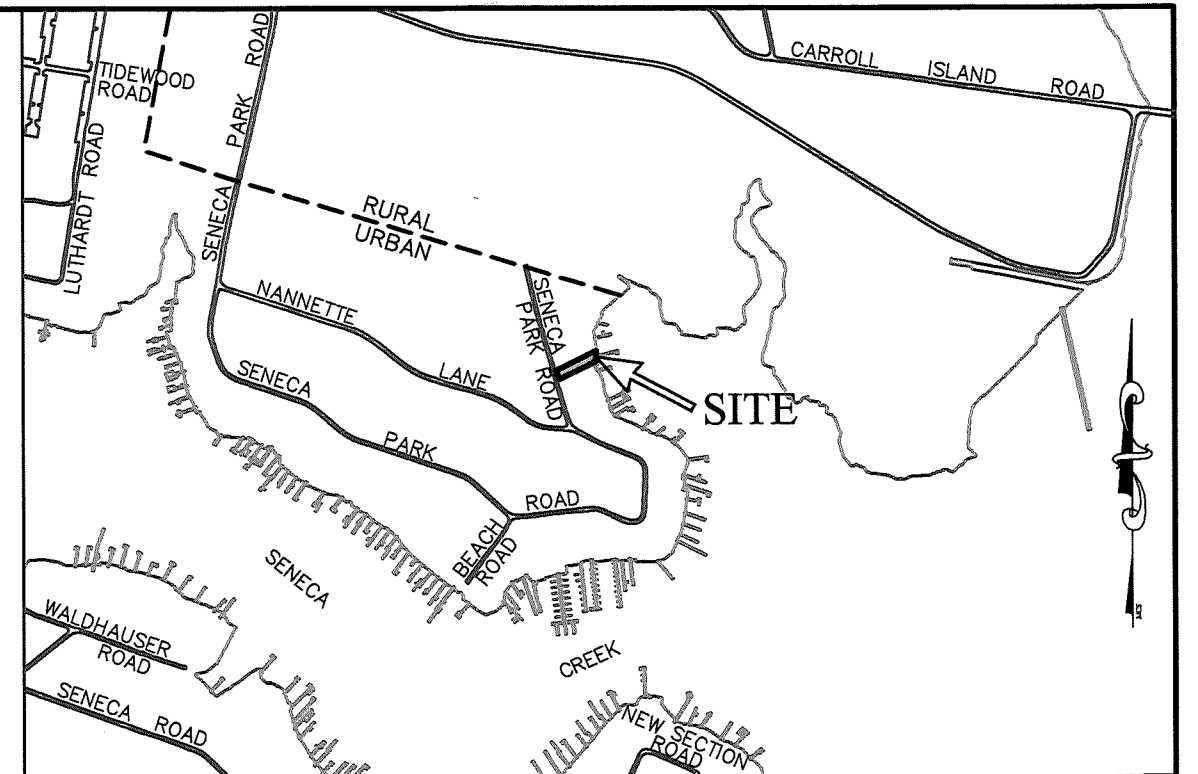 CARROLL ISLAND ROAD
TIDEWOOD
ROAD
LUTHARDT ROAD
SENECA PARK ROAD
RURAL
URBAN
NANNETTE LANE
SENECA
PARK ROAD
SITE
SENECA PARK ROAD
BEACH
ROAD
SENECA
CREEK
WALDHAUSER
ROAD
SENECA ROAD
NEW SECTION
ROAD